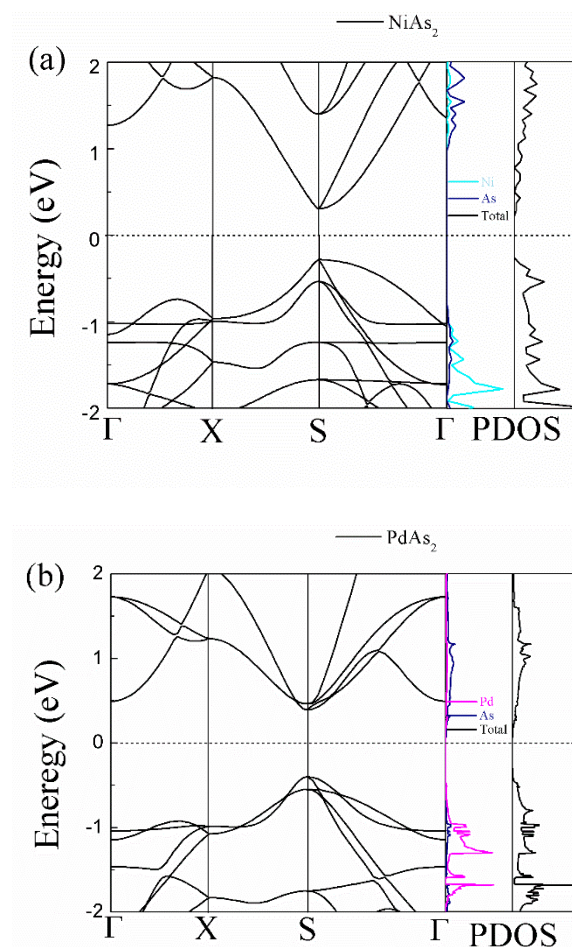 NiAs₂
(a)
Energy (eV)
2
1
0
-1
-2
Ni
As
Total
Γ X S Γ PDOS
PdAs₂
(b)
Eneregy (eV)
2
1
0
-1
-2
Pd
As
Total
Γ X S Γ PDOS